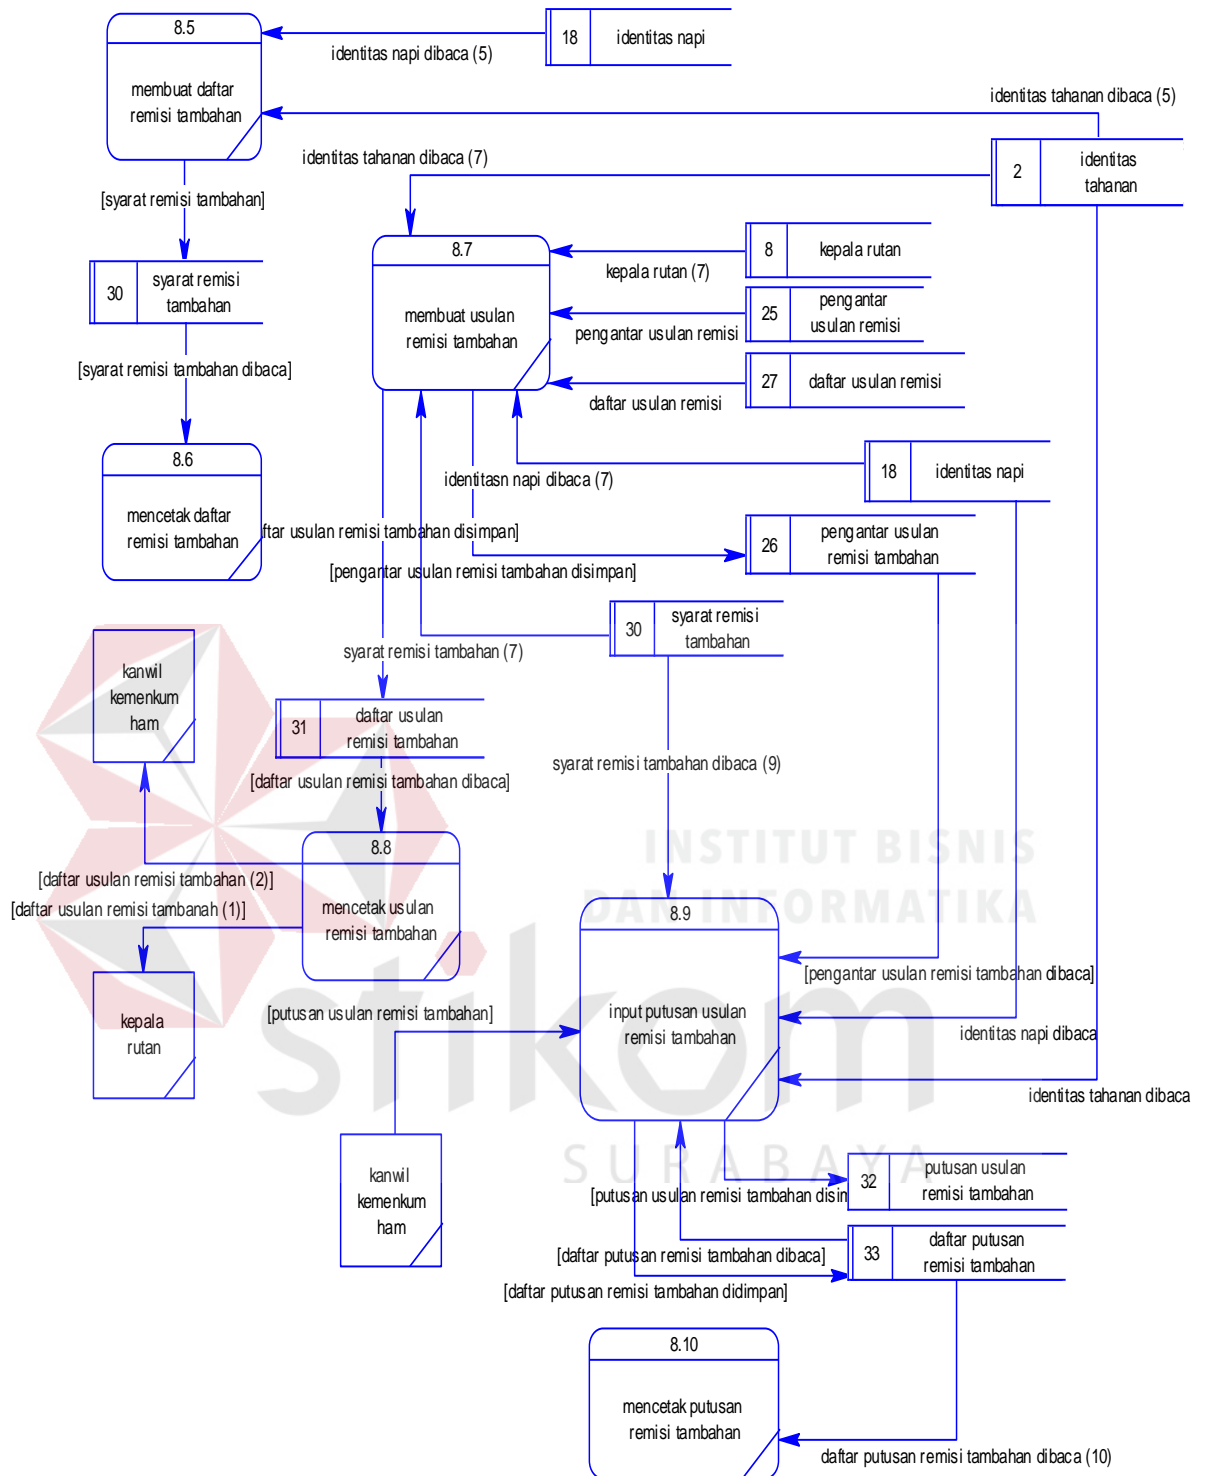 8.5
membuat daftar
remisi tambahan
identitas napi dibaca (5)
18
identitas napi
identitas tahanan dibaca (5)
identitas tahanan dibaca (7)
2
identitas
tahanan
[syarat remisi tambahan]
30
syarat remisi
tambahan
8.7
membuat usulan
remisi tambahan
kepala rutan (7)
8
kepala rutan
pengantar usulan remisi
25
pengantar
usulan remisi
daftar usulan remisi
27
daftar usulan remisi
[syarat remisi tambahan dibaca]
8.6
mencetak daftar
remisi tambahan
identitasn napi dibaca (7)
18
identitas napi
ftar usulan remisi tambahan disimpan]
[pengantar usulan remisi tambahan disimpan]
26
pengantar usulan
remisi tambahan
30
syarat remisi
tambahan
syarat remisi tambahan (7)
kanwil
kemenkum
ham
31
daftar usulan
remisi tambahan
syarat remisi tambahan dibaca (9)
[daftar usulan remisi tambahan dibaca]
8.8
mencetak usulan
remisi tambahan
[daftar usulan remisi tambahan (2)]
[daftar usulan remisi tambanah (1)]
INSTITUT BISNIS
DAN INFORMATIKA
8.9
input putusan usulan
remisi tambahan
[pengantar usulan remisi tambahan dibaca]
kepala
rutan
[putusan usulan remisi tambahan]
stikom
identitas napi dibaca
identitas tahanan dibaca
SURABAYA
kanwil
kemenkum
ham
[putusan usulan remisi tambahan disim
32
putusan usulan
remisi tambahan
[daftar putusan remisi tambahan dibaca]
33
daftar putusan
remisi tambahan
[daftar putusan remisi tambahan didimpan]
8.10
mencetak putusan
remisi tambahan
daftar putusan remisi tambahan dibaca (10)